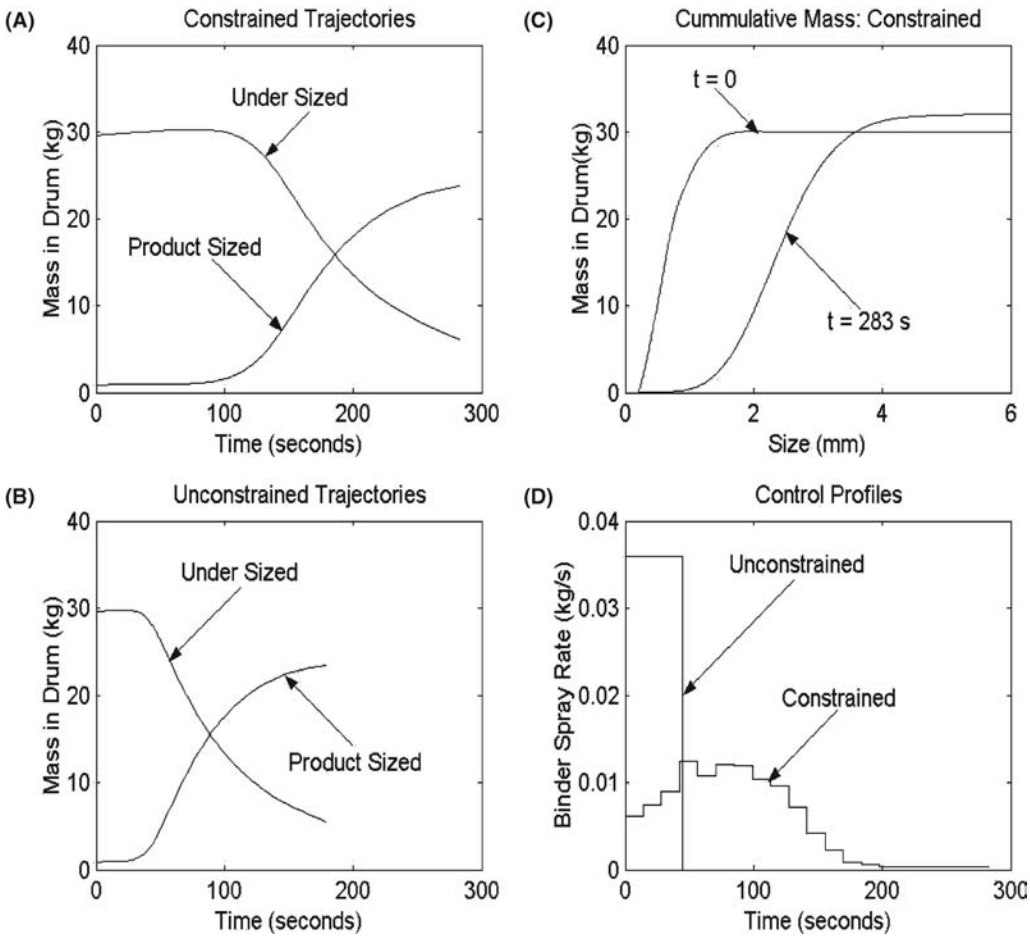 (A)
Constrained Trajectories
Mass in Drum (kg)
40
30
20
10
0
Under Sized
Product Sized
0 100 200 300
Time (seconds)
(C)
Cummulative Mass: Constrained
Mass in Drum(kg)
40
30
20
10
0
t = 0
t = 283 s
0 2 4 6
Size (mm)
(B)
Unconstrained Trajectories
Mass in Drum (kg)
40
30
20
10
0
Under Sized
Product Sized
0 100 200 300
Time (seconds)
(D)
Control Profiles
Binder Spray Rate (kg/s)
0.04
0.03
0.02
0.01
0
Unconstrained
Constrained
0 100 200 300
Time (seconds)